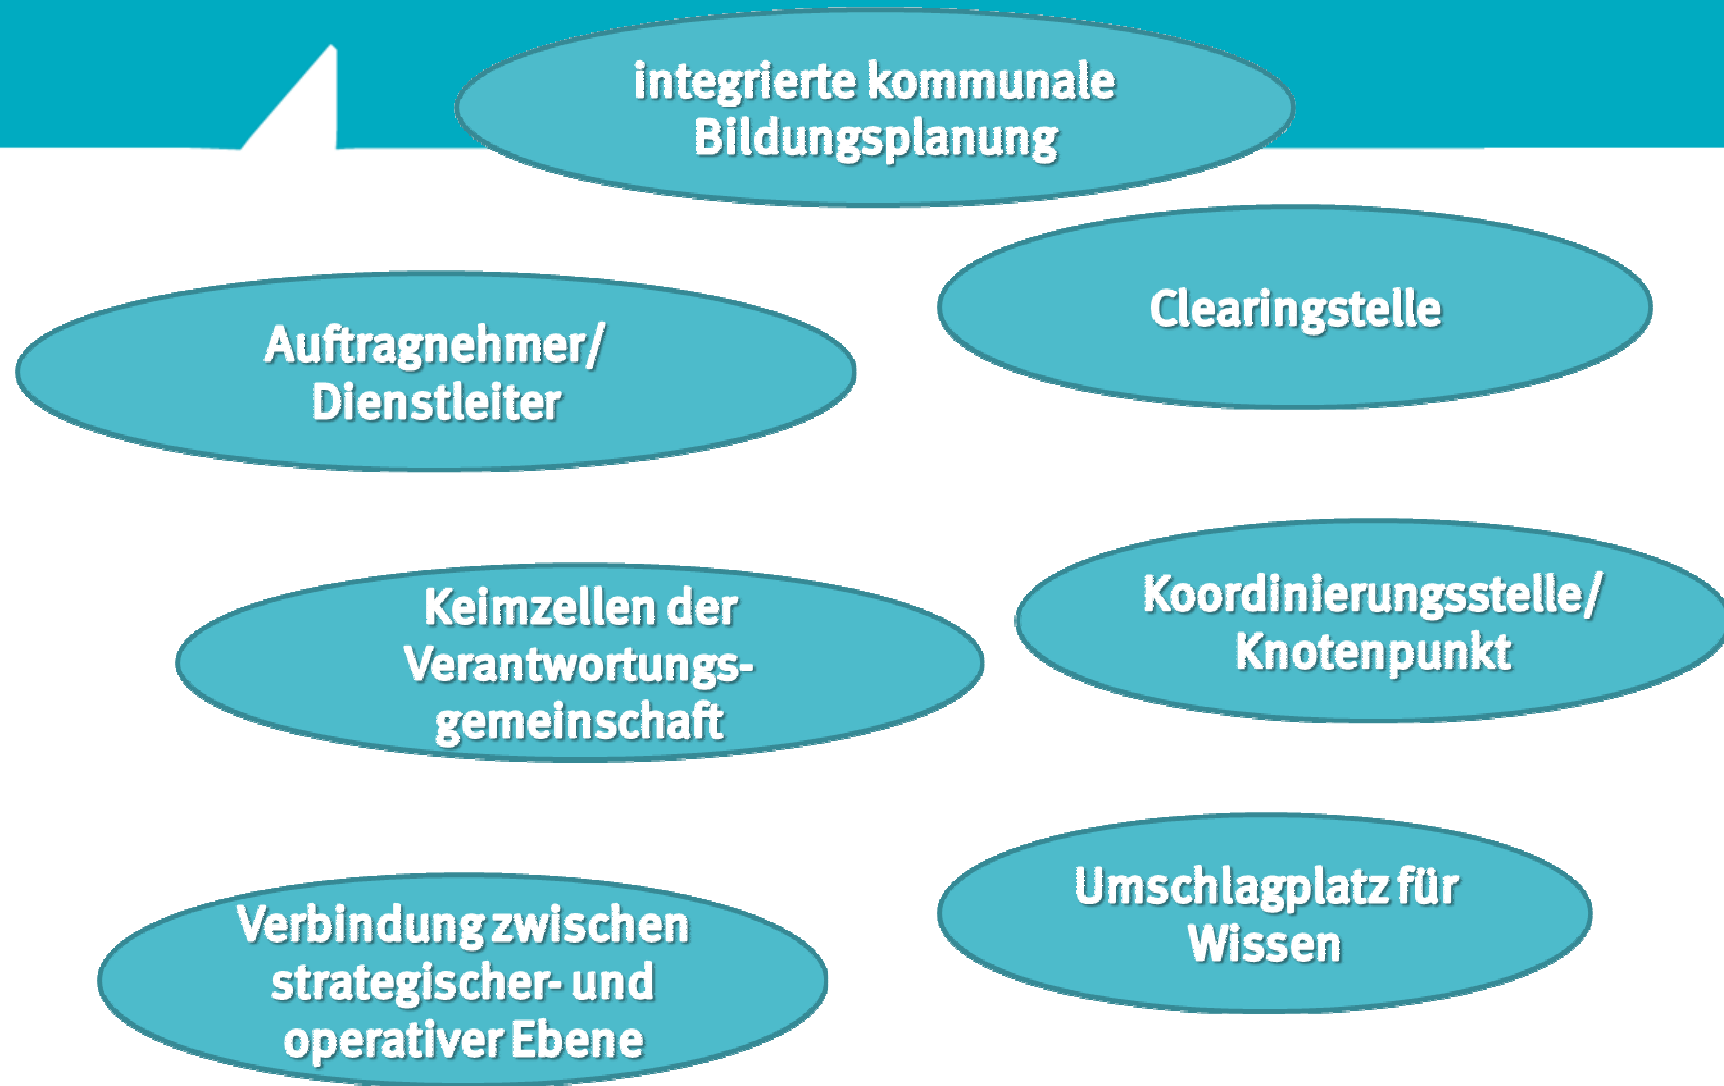 integrierte kommunale
Bildungsplanung
Clearingstelle
Auftragnehmer/
Dienstleiter
Keimzellen der
Verantwortungs-
gemeinschaft
Koordinierungsstelle/
Knotenpunkt
Umschlagplatz für
Wissen
Verbindung zwischen
strategischer- und
operativer Ebene